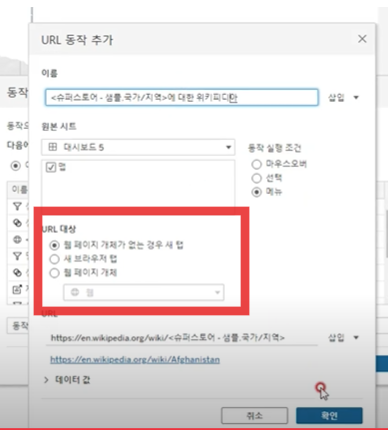 URL 동작 추가
이름
<슈퍼스토어 - 샘플.국가/지역>에 대한 위키피디아
삽입
원본 시트
대시보드 5
맵
동작 실행 조건
마우스오버
선택
메뉴
URL 대상
웹 페이지 개체가 없는 경우 새 탭
새 브라우저 탭
웹 페이지 개체
웹
URL
https://en.wikipedia.org/wiki/<슈퍼스토어 - 샘플.국가/지역>
삽입
https://en.wikipedia.org/wiki/Afghanistan
데이터 값
취소
확인
동작
다음에
이름